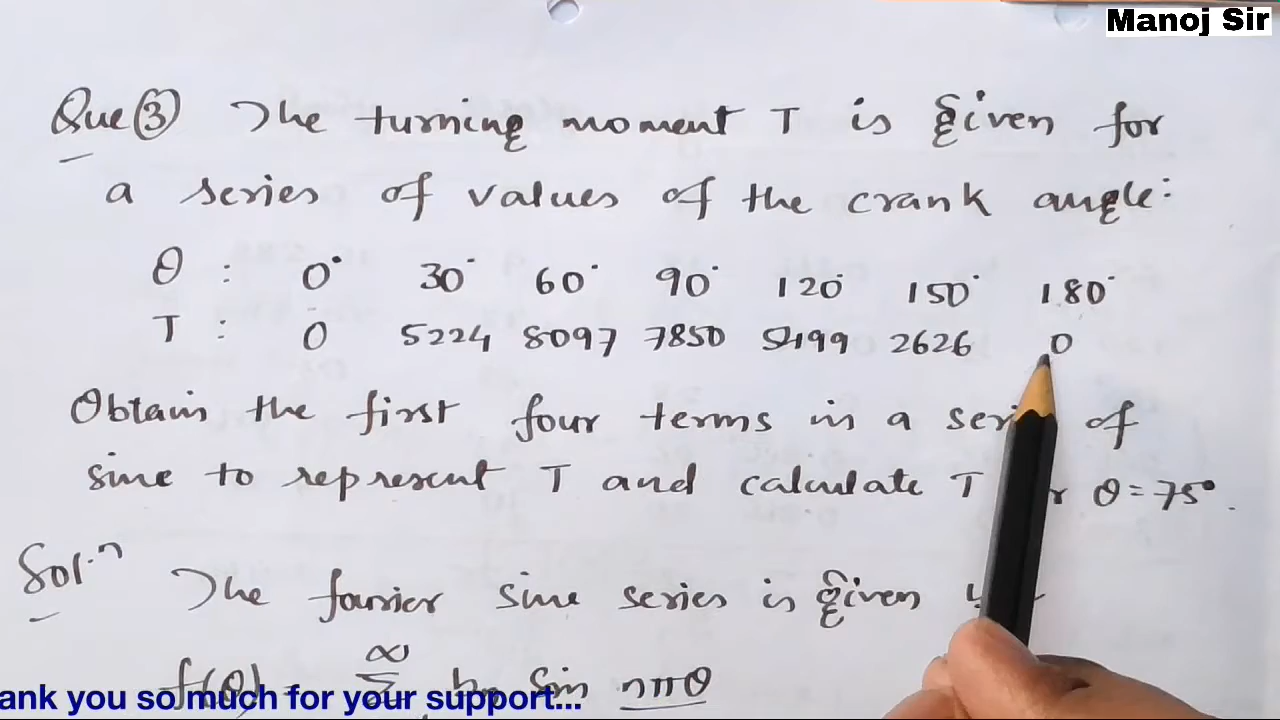 Manoj Sir
Que (3) The turning moment T is given for
a series of values of the crank angle:
θ : 0° 30° 60° 90° 120° 150° 180°
T : 0 5224 8097 7850 5499 2626 0
Obtain the first four terms in a of
sine to represent T and calculate T θ = 75°.
Sol.ⁿ The fourier sine series is given
f(θ) = ∞ Σ bn Sin nπθ
ank you so much for your support...